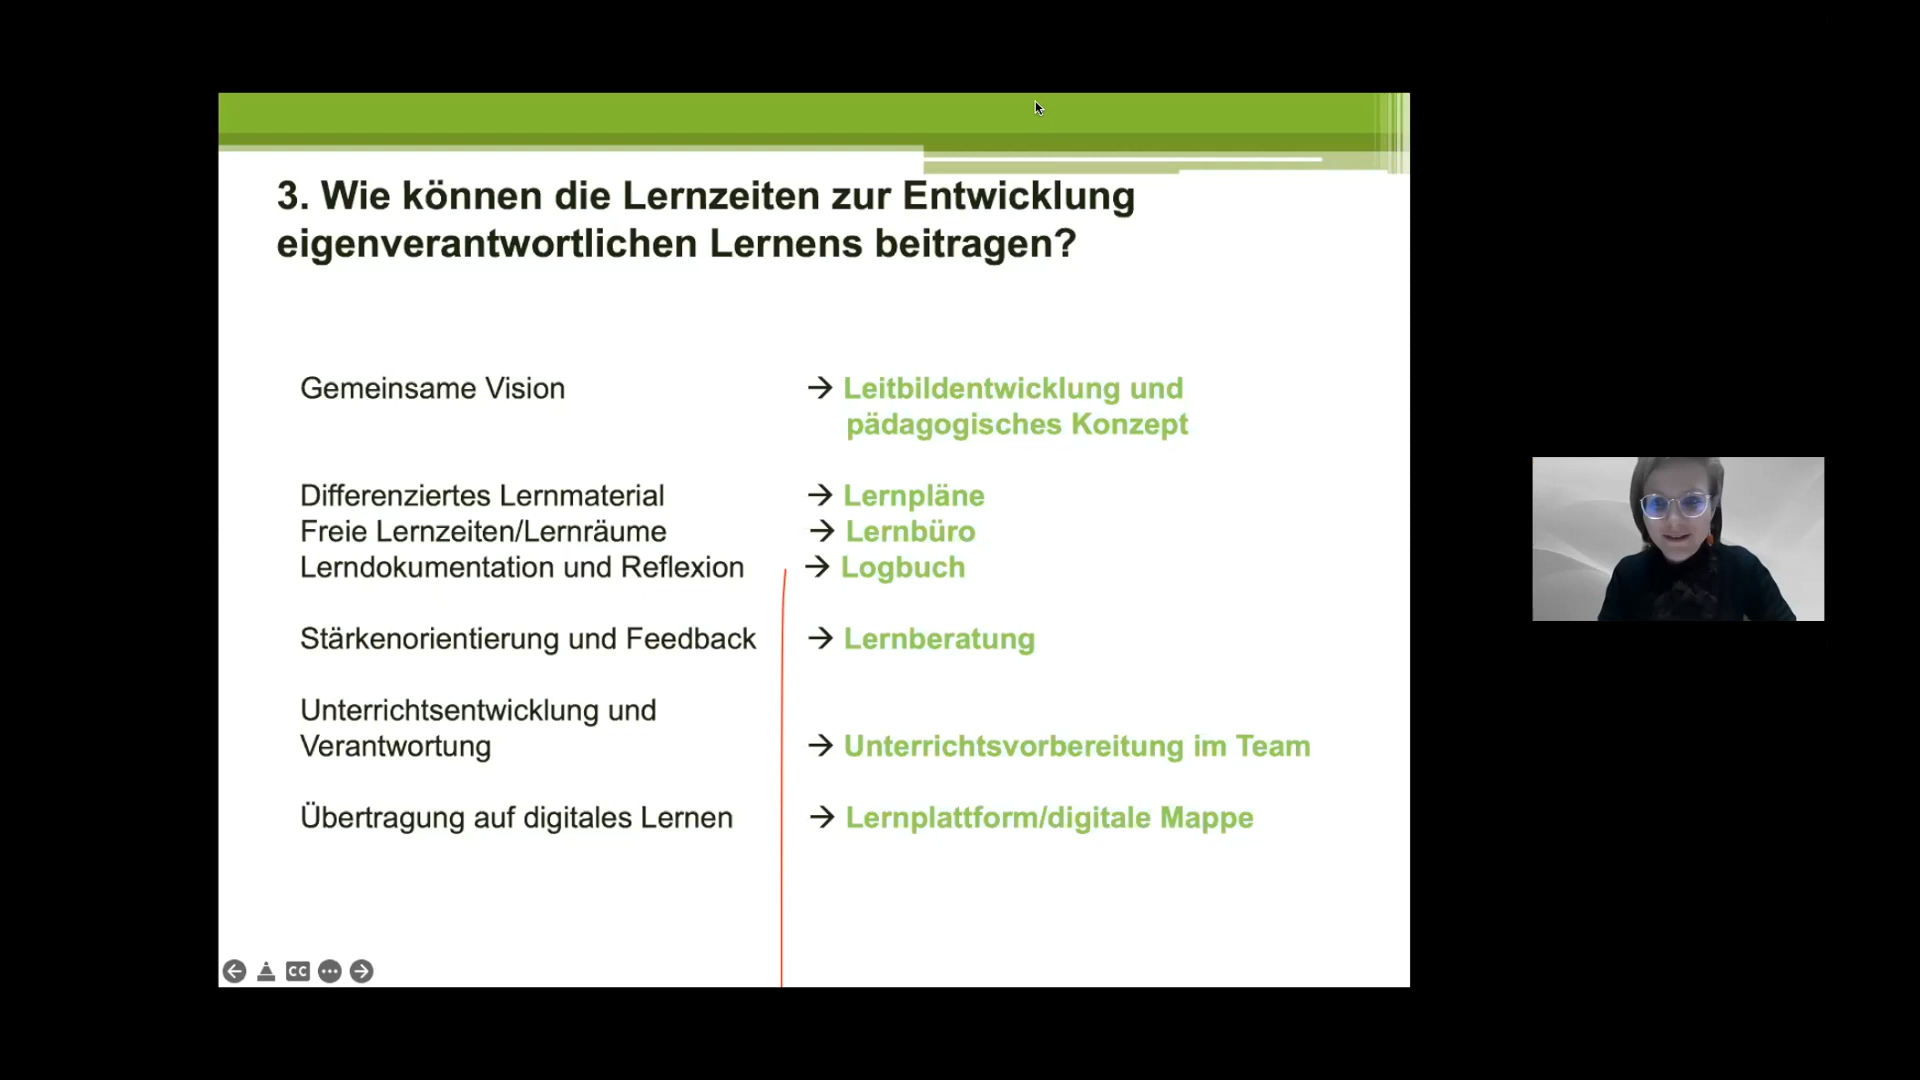 3. Wie können die Lernzeiten zur Entwicklung
eigenverantwortlichen Lernens beitragen?
Gemeinsame Vision → Leitbildentwicklung und
pädagogisches Konzept
Differenziertes Lernmaterial → Lernpläne
Freie Lernzeiten/Lernräume → Lernbüro
Lerndokumentation und Reflexion → Logbuch
Stärkenorientierung und Feedback → Lernberatung
Unterrichtsentwicklung und
Verantwortung → Unterrichtsvorbereitung im Team
Übertragung auf digitales Lernen → Lernplattform/digitale Mappe
CC